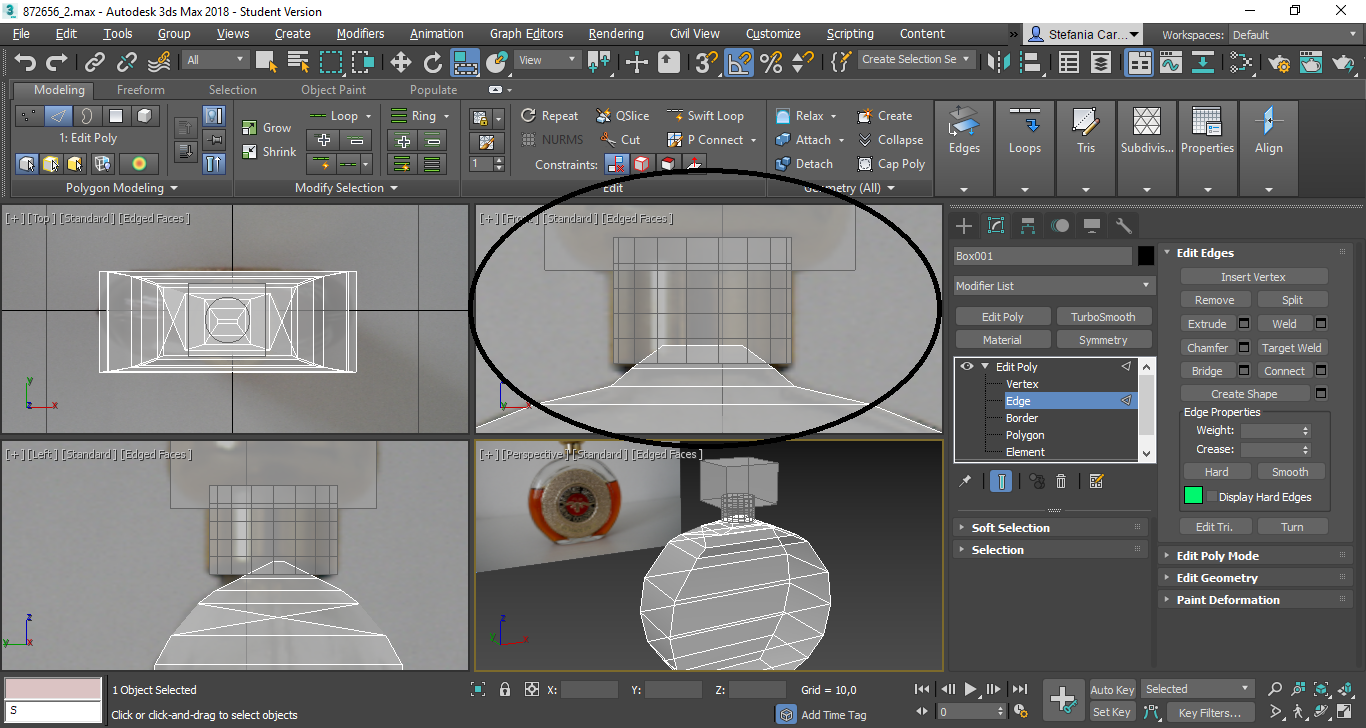 872656_2.max - Autodesk 3ds Max 2018 - Student Version
File Edit Tools Group Views Create Modifiers Animation Graph Editors Rendering Civil View Customize Scripting Content » Stefania Car... Workspaces: Default
All View Create Selection Se
Modeling Freeform Selection Object Paint Populate
1: Edit Poly
Polygon Modeling
Grow
Shrink
Loop Ring
Modify Selection
1
Repeat QSlice Swift Loop
NURMS Cut P Connect
Constraints:
Edit
Relax Create
Attach Collapse
Detach Cap Poly
Geometry (All)
Edges Loops Tris Subdivis... Properties Align
[+] [Top] [Standard] [Edged Faces]
[+] [Front] [Standard] [Edged Faces]
[+] [Left] [Standard] [Edged Faces]
[+] [Perspective] [Standard] [Edged Faces]
y
z x
z
y x
z
y x
z
x
Box001
Modifier List
Edit Poly TurboSmooth
Material Symmetry
Edit Poly
Vertex
Edge
Border
Polygon
Element
Soft Selection
Selection
Edit Edges
Insert Vertex
Remove Split
Extrude Weld
Chamfer Target Weld
Bridge Connect
Create Shape
Edge Properties
Weight:
Crease:
Hard Smooth
Display Hard Edges
Edit Tri. Turn
Edit Poly Mode
Edit Geometry
Paint Deformation
S
1 Object Selected
Click or click-and-drag to select objects
X: Y: Z: Grid = 10,0
Add Time Tag
0
Auto Key Selected
Set Key Key Filters...